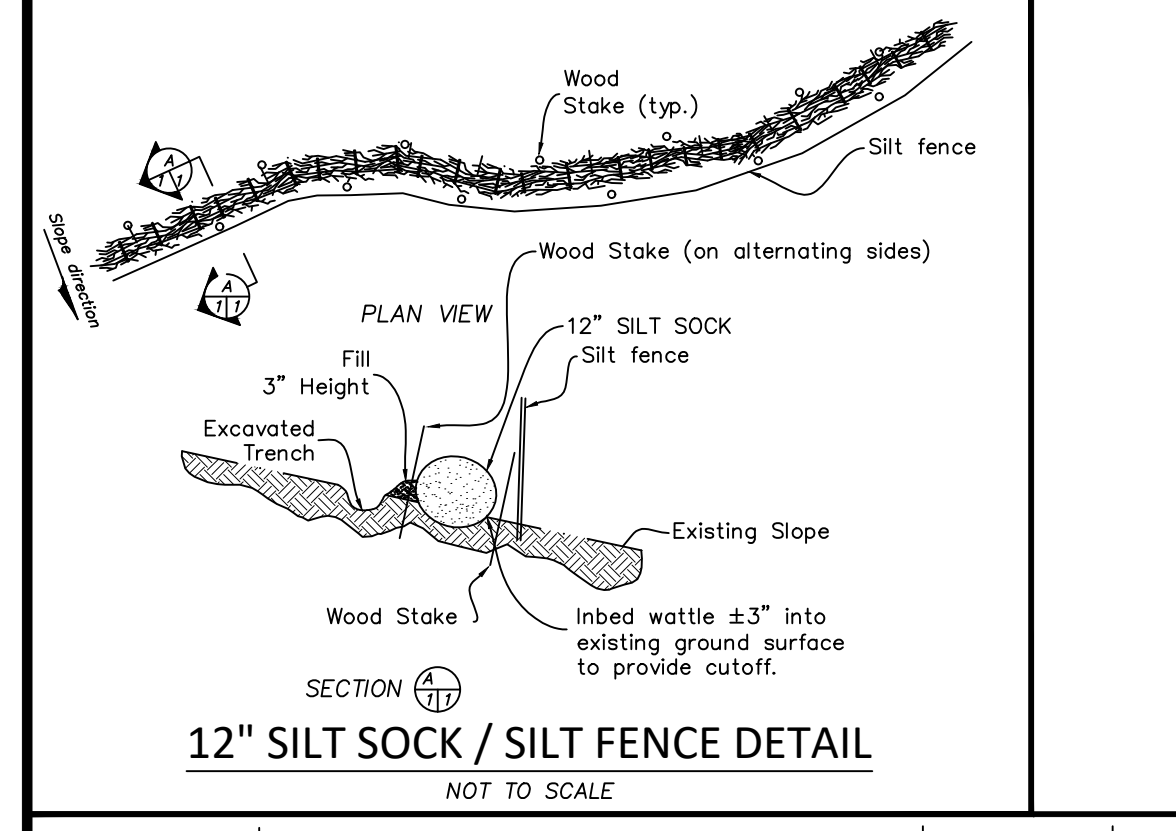 Wood
Stake (typ.)
Silt fence
A
1 1
Slope direction
A
1 1
Wood Stake (on alternating sides)
PLAN VIEW
12” SILT SOCK
Silt fence
Fill
3” Height
Excavated
Trench
Existing Slope
Wood Stake
Inbed wattle ±3” into
existing ground surface
to provide cutoff.
SECTION A
1 1
12" SILT SOCK / SILT FENCE DETAIL
NOT TO SCALE